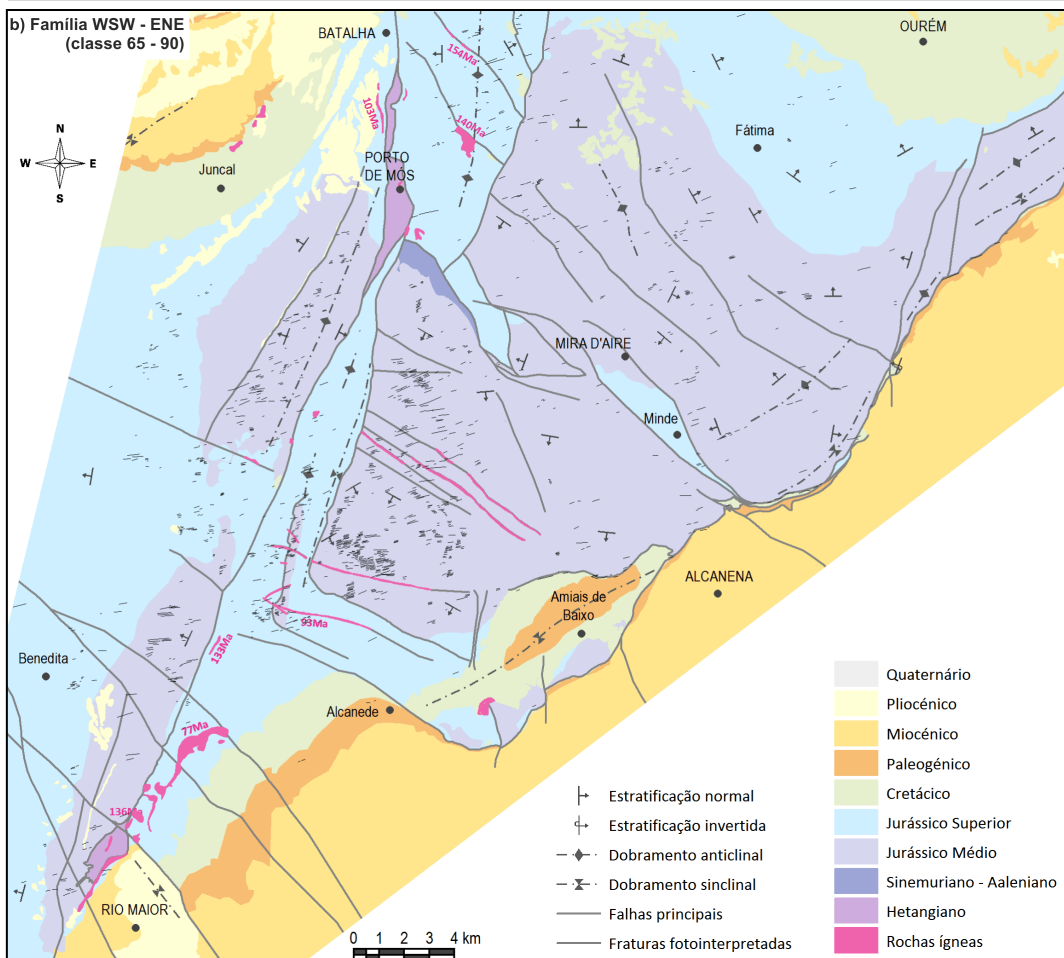 b) Família WSW - ENE
(classe 65 - 90)
BATALHA
OURÉM
154Ma
103Ma
140Ma
N
W E
S
Fátima
Juncal
PORTO
DE MÓS
MIRA D'AIRE
Minde
ALCANENA
Amiais de
Baixo
93Ma
133Ma
Benedita
Alcanede
77Ma
136Ma
RIO MAIOR
0 1 2 3 4 km
Estratificação normal
Estratificação invertida
Dobramento anticlinal
Dobramento sinclinal
Falhas principais
Fraturas fotointerpretadas
Quaternário
Pliocénico
Miocénico
Paleogénico
Cretácico
Jurássico Superior
Jurássico Médio
Sinemuriano - Aaleniano
Hetangiano
Rochas ígneas